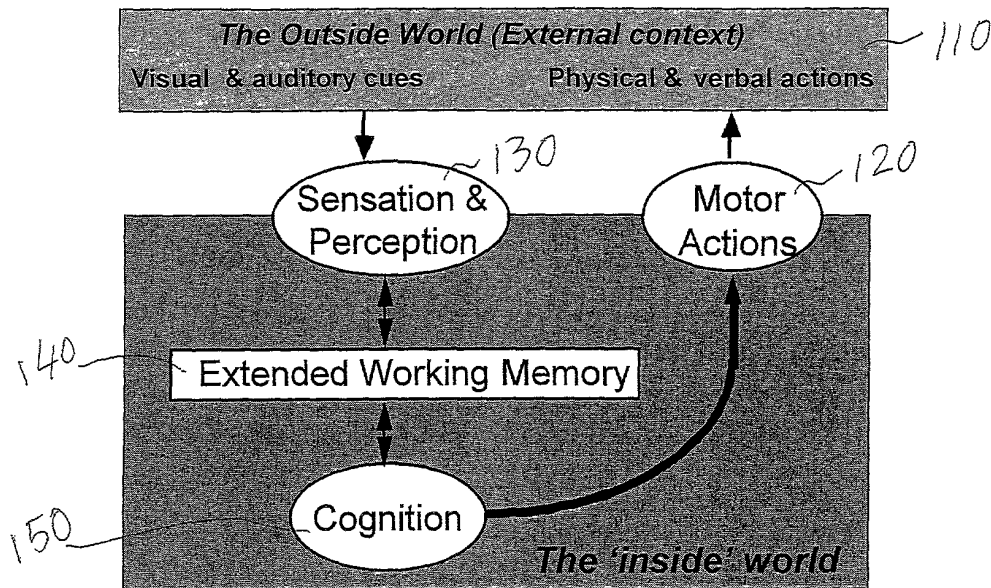 The Outside World (External context)
110
Visual & auditory cues
Physical & verbal actions
130
120
Sensation &
Perception
Motor
Actions
140
Extended Working Memory
150
Cognition
The 'inside' world